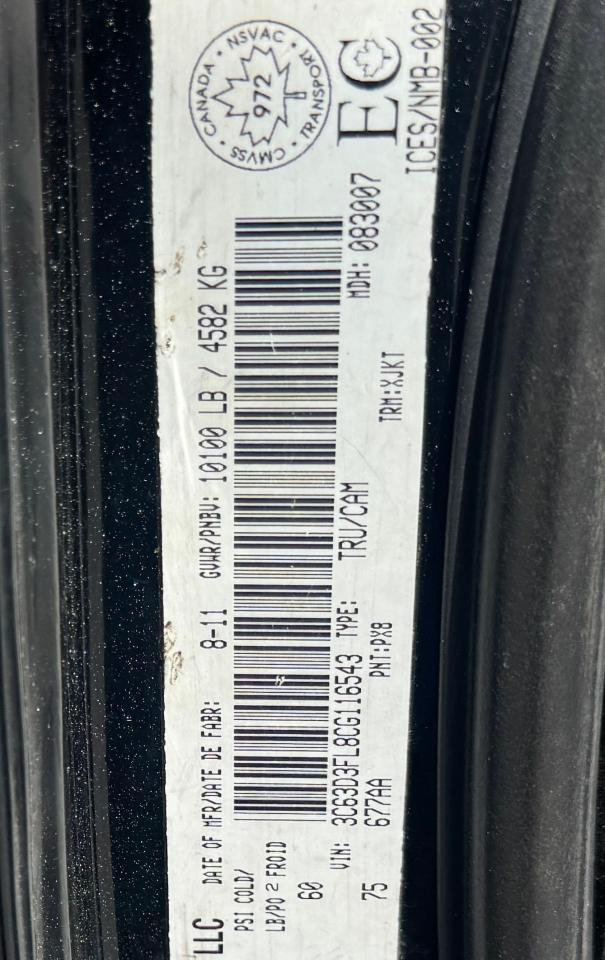 LLC DATE OF MFR/DATE DE FABR: 8-11 GVWR/PNBV: 10100 LB / 4582 KG
PSI COLD/
LB/PO 2 FROID
60
VIN: 3C63D3FL8CG116543 TYPE: TRU/CAM MDH: 083007
75 677AA PNT:PX8 TRM:XJKT
CANADA • NSVAC • TRANSPORT • CMVSS •
972
EC
ICES/NMB-002